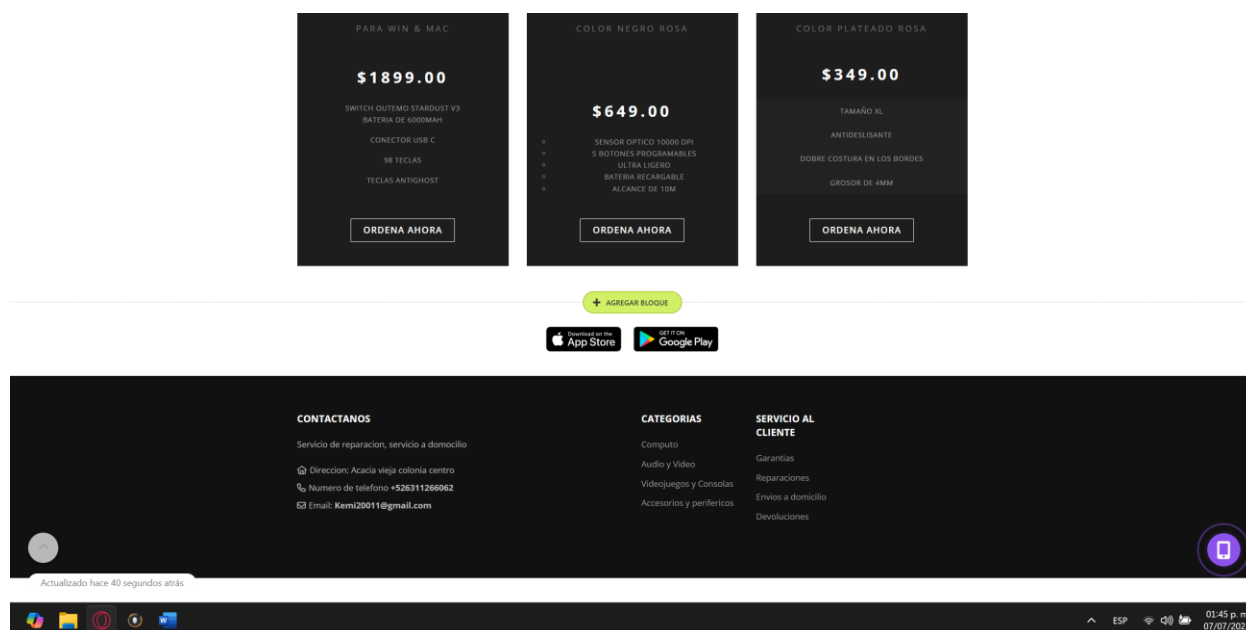 PARA WIN & MAC
$1899.00
SWITCH OUTEMO STARDUST V3
BATERIA DE 6000MAH
CONECTOR USB C
98 TECLAS
TECLAS ANTIGHOST
ORDENA AHORA
COLOR NEGRO ROSA
$649.00
SENSOR OPTICO 10000 DPI
5 BOTONES PROGRAMABLES
ULTRA LIGERO
BATERIA RECARGABLE
ALCANCE DE 10M
ORDENA AHORA
COLOR PLATEADO ROSA
$349.00
TAMAÑO XL
ANTIDESLISANTE
DOBRE COSTURA EN LOS BORDES
GROSOR DE 4MM
ORDENA AHORA
+ AGREGAR BLOQUE
Download on the
App Store
GET IT ON
Google Play
CONTACTANOS
Servicio de reparacion, servicio a domocilio
Direccion: Acacia vieja colonia centro
Numero de telefono +526311266062
Email: Kemi20011@gmail.com
CATEGORIAS
Computo
Audio y Video
Videojuegos y Consolas
Accesorios y perifericos
SERVICIO AL
CLIENTE
Garantias
Reparaciones
Envios a domicilio
Devoluciones
Actualizado hace 40 segundos atrás
ESP
01:45 p. m
07/07/202